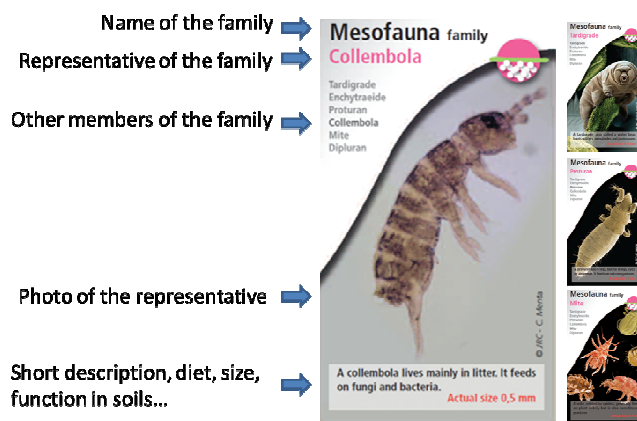 Name of the family
Representative of the family
Other members of the family
Photo of the representative
Short description, diet, size,
function in soils...
Mesofauna family
Collembola
Tardigrade
Enchytraeide
Proturan
Collembola
Mite
Dipluran
© JRC - C. Menta
A collembola lives mainly in litter. It feeds
on fungi and bacteria.
Actual size 0,5 mm
Mesofauna family
Tardigrade
Mesofauna family
Mesofauna family
Mite